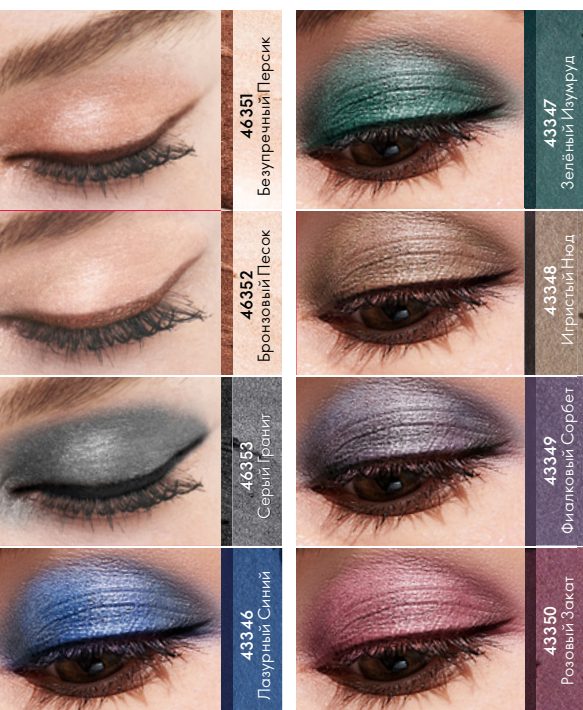 46351
Безупречный Персик
46352
Бронзовый Песок
46353
Серый Гранит
43346
Лазурный Синий
43347
Зелёный Изумруд
43348
Игристый Нюд
43349
Фиалковый Сорбет
43350
Розовый Закат